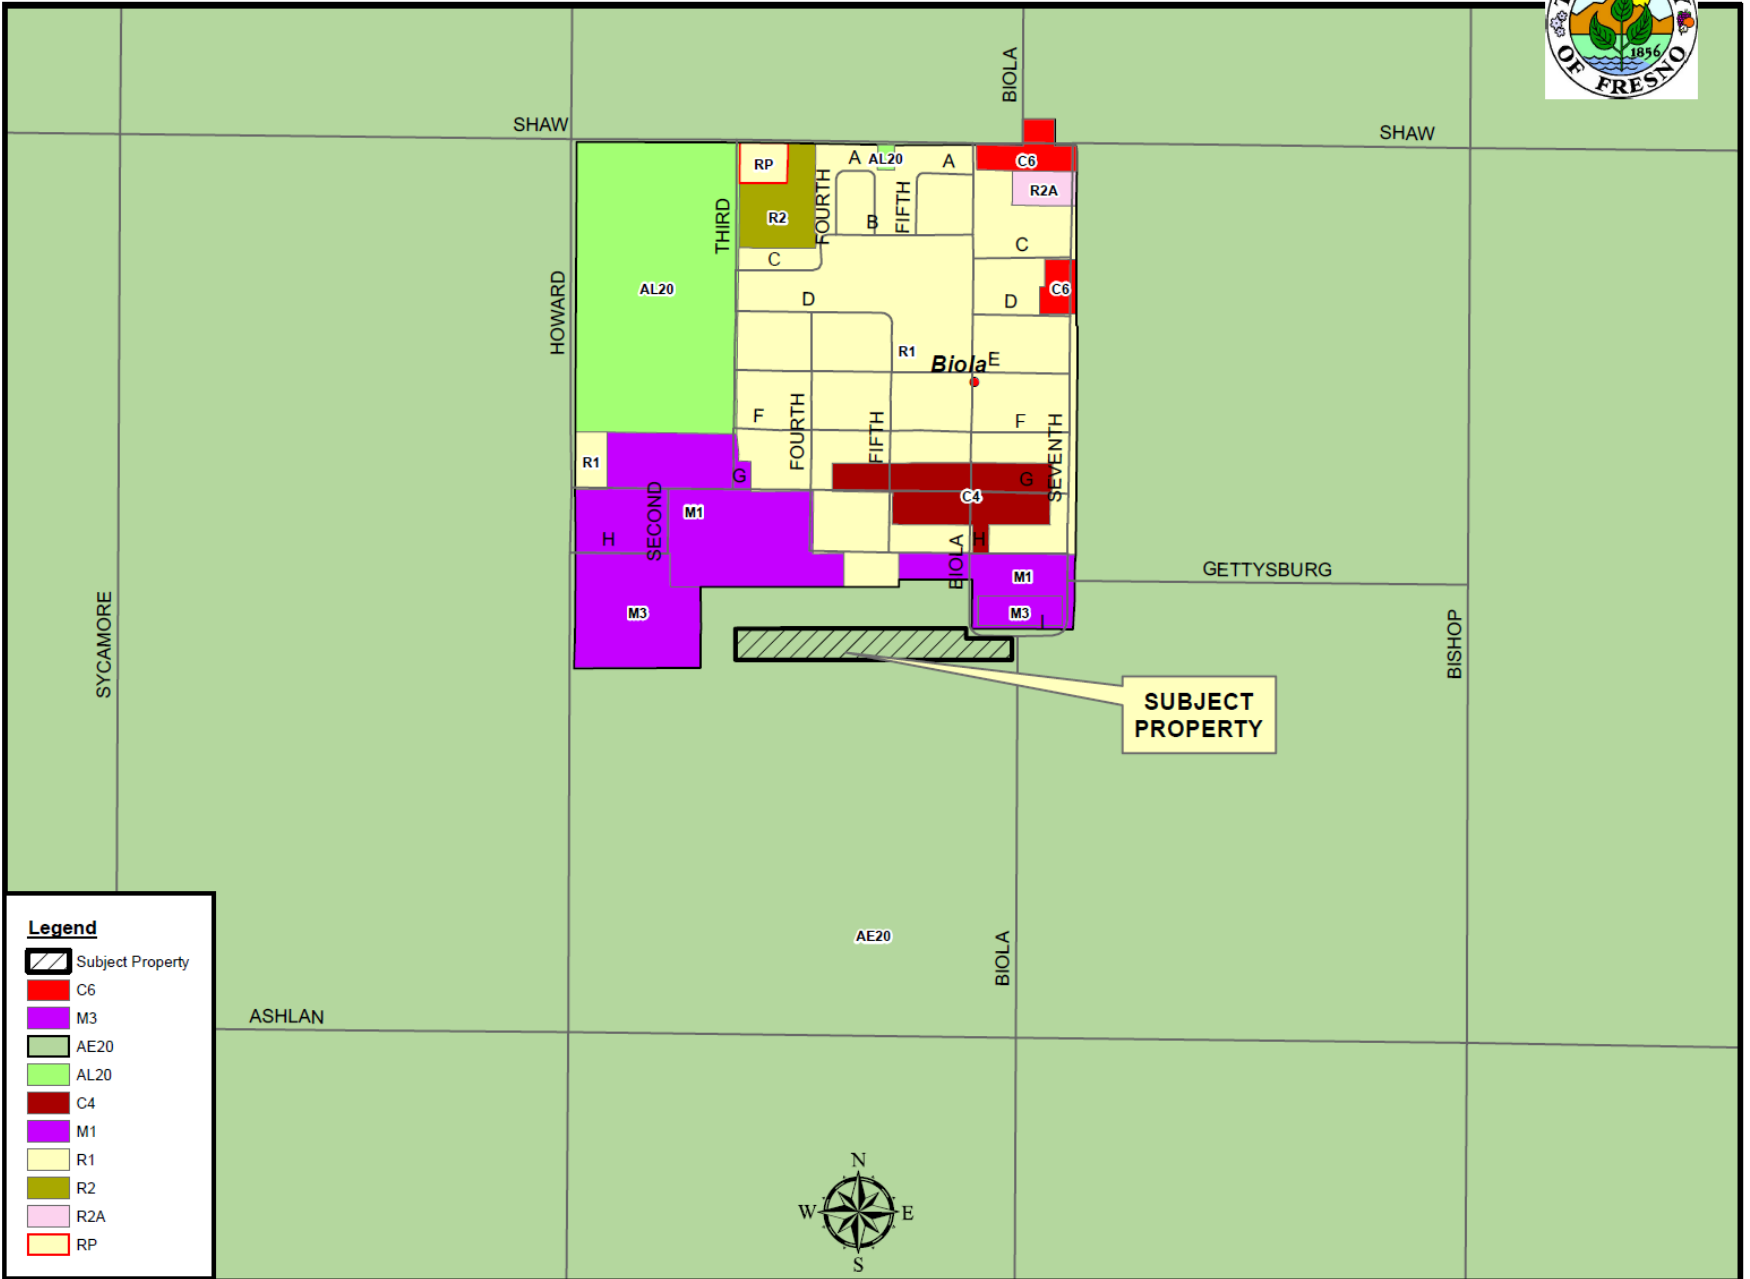 1856
OF FRESNO
BIOLA
SHAW
SHAW
RP
A
AL20
A
C6
R2A
THIRD
R2
FOURTH
B
FIFTH
C
C
HOWARD
AL20
D
D
C6
R1
Biola
E
F
FOURTH
FIFTH
F
SEVENTH
R1
G
G
C4
SECOND
M1
H
H
BIOLA
M1
GETTYSBURG
SYCAMORE
M3
M3
I
BISHOP
SUBJECT
PROPERTY
AE20
BIOLA
ASHLAN
Legend
Subject Property
C6
M3
AE20
AL20
C4
M1
R1
R2
R2A
RP
N
W
E
S